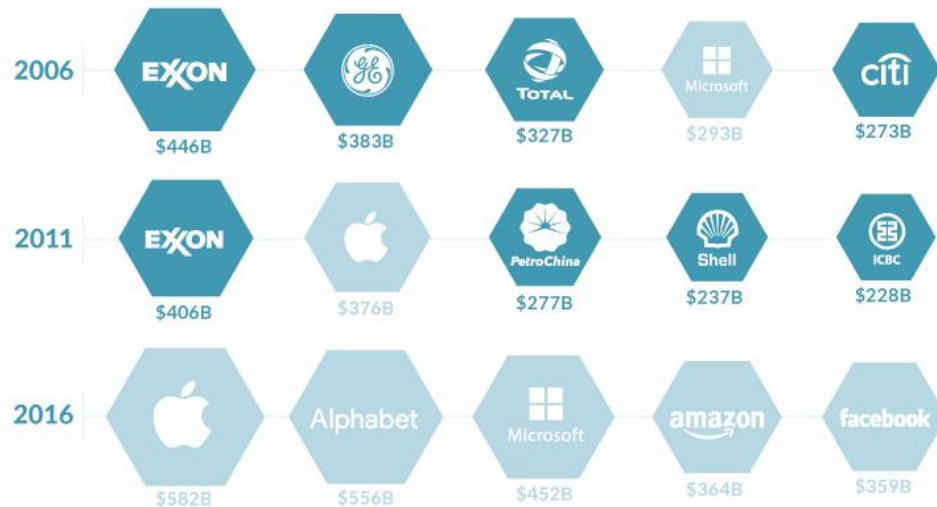 2006
EXXON
GE
TOTAL
Microsoft
citi
$446B
$383B
$327B
$293B
$273B
2011
EXXON
PetroChina
Shell
ICBC
$406B
$376B
$277B
$237B
$228B
2016
Alphabet
Microsoft
amazon
facebook
$582B
$556B
$452B
$364B
$359B